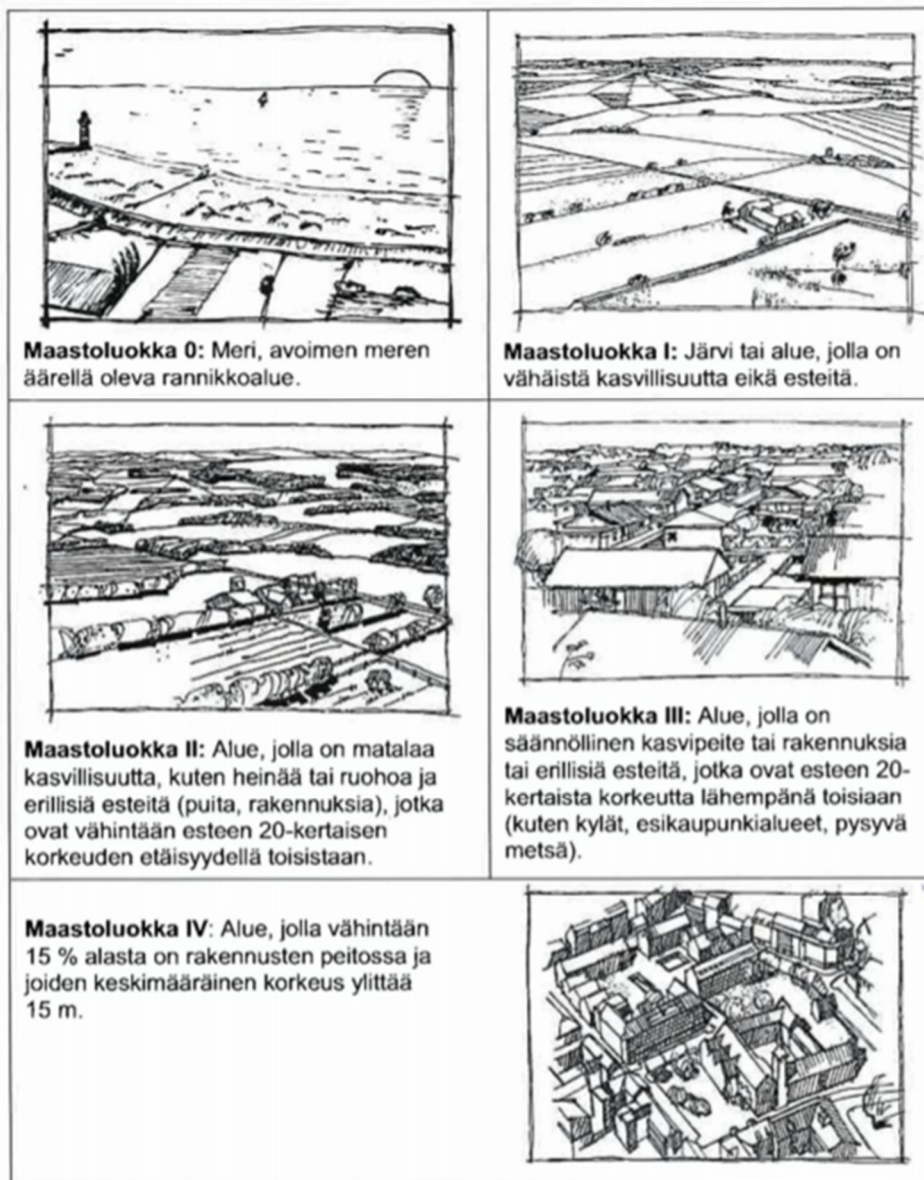 Maastoluokka 0: Meri, avoimen meren
äärellä oleva rannikkoalue.
Maastoluokka I: Järvi tai alue, jolla on
vähäistä kasvillisuutta eikä esteitä.
Maastoluokka II: Alue, jolla on matalaa
kasvillisuutta, kuten heinää tai ruohoa ja
erillisiä esteitä (puita, rakennuksia), jotka
ovat vähintään esteen 20-kertaisen
korkeuden etäisyydellä toisistaan.
Maastoluokka III: Alue, jolla on
säännöllinen kasvipeite tai rakennuksia
tai erillisiä esteitä, jotka ovat esteen 20-
kertaista korkeutta lähempänä toisiaan
(kuten kylät, esikaupunkialueet, pysyvä
metsä).
Maastoluokka IV: Alue, jolla vähintään
15 % alasta on rakennusten peitossa ja
joiden keskimääräinen korkeus ylittää
15 m.